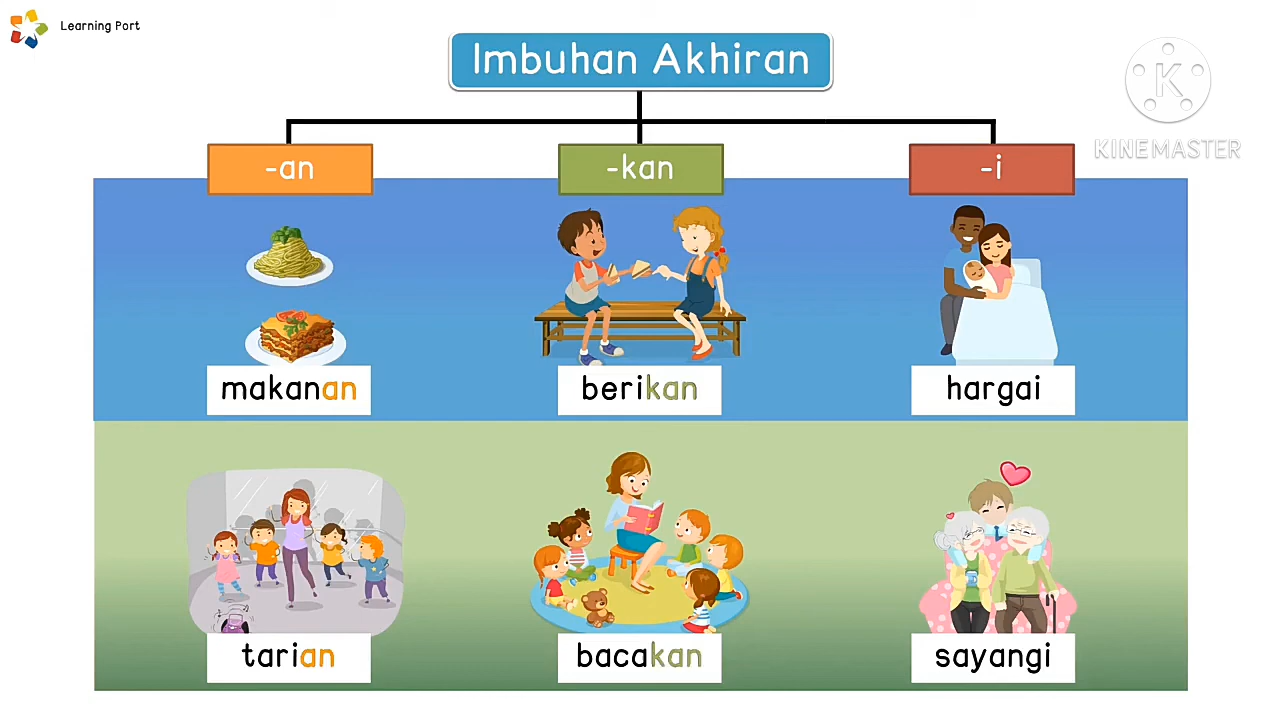 Learning Port
Imbuhan Akhiran
KINEMASTER
-an
-kan
-i
makanan
berikan
hargai
tarian
bacakan
sayangi